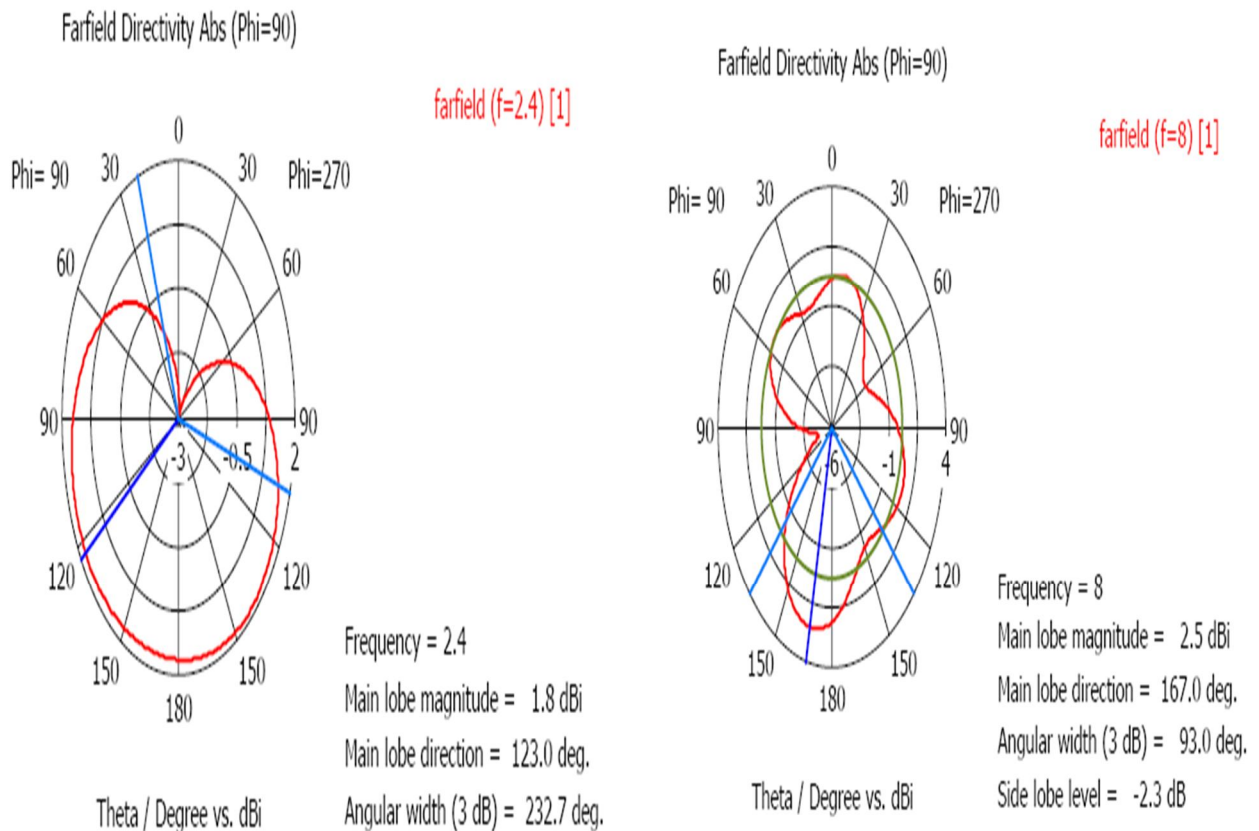 Farfield Directivity Abs (Phi=90)
farfield (f=2.4) [1]
0
Phi= 90 30 30 Phi=270
60 60
90 90
-3 -0.5 2
120 120
150 150
180
Frequency = 2.4
Main lobe magnitude = 1.8 dBi
Main lobe direction = 123.0 deg.
Angular width (3 dB) = 232.7 deg.
Theta / Degree vs. dBi
Farfield Directivity Abs (Phi=90)
farfield (f=8) [1]
0
Phi= 90 30 30 Phi=270
60 60
90 90
-6 -1 4
120 120
150 150
180
Frequency = 8
Main lobe magnitude = 2.5 dBi
Main lobe direction = 167.0 deg.
Angular width (3 dB) = 93.0 deg.
Side lobe level = -2.3 dB
Theta / Degree vs. dBi